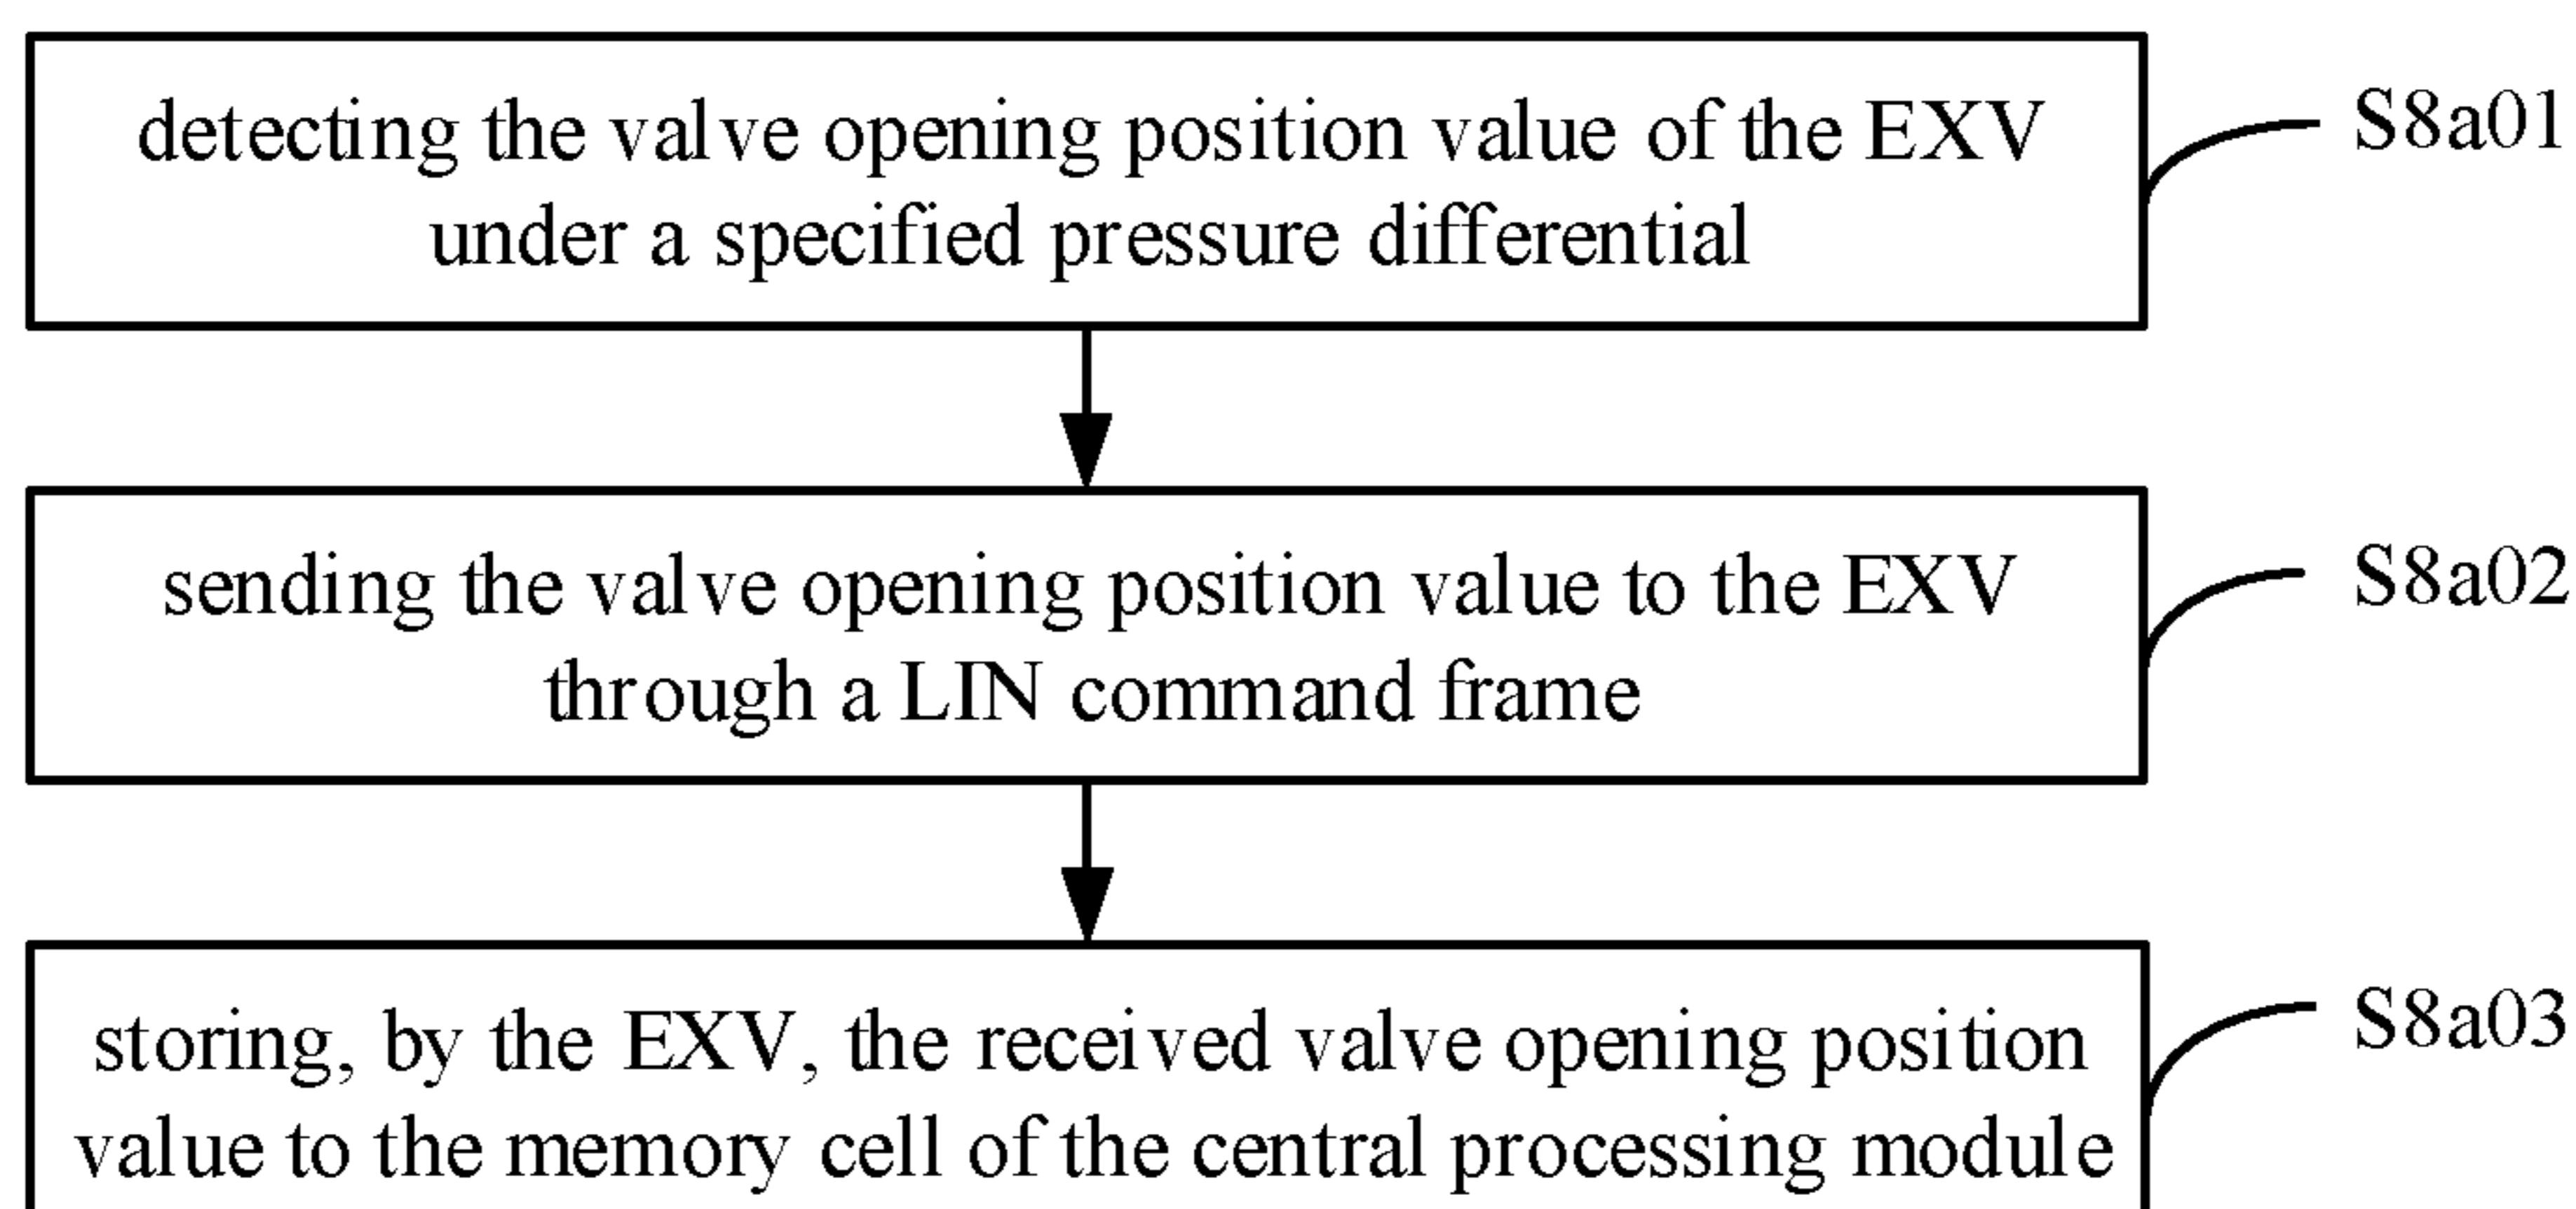 detecting the valve opening position value of the EXV
under a specified pressure differential
S8a01
sending the valve opening position value to the EXV
through a LIN command frame
S8a02
storing, by the EXV, the received valve opening position
value to the memory cell of the central processing module
S8a03